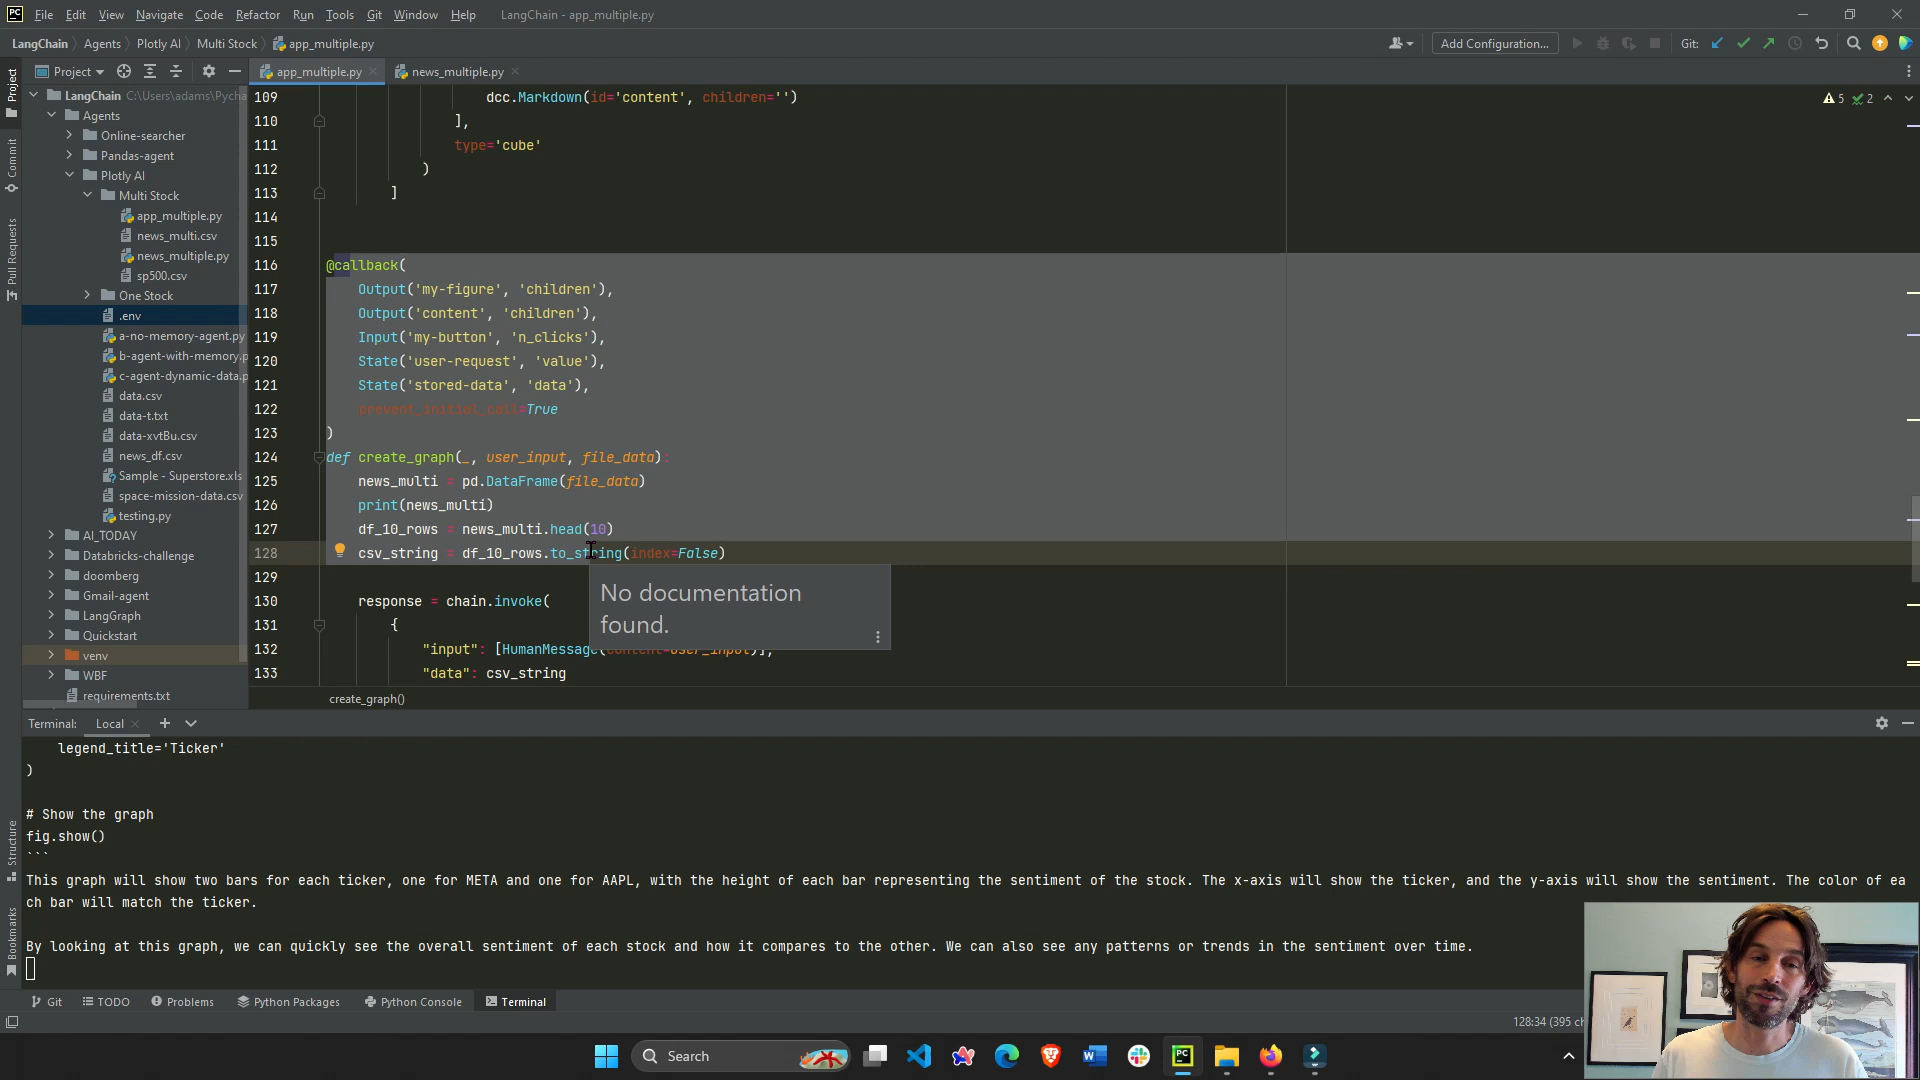 PC File Edit View Navigate Code Refactor Run Tools Git Window Help LangChain - app_multiple.py
LangChain Agents Plotly AI Multi Stock app_multiple.py Add Configuration... Git:
Project app_multiple.py news_multiple.py
Project
Commit
Pull Requests
Structure
Bookmarks
LangChain C:\Users\adams\Pycha
Agents
Online-searcher
Pandas-agent
Plotly AI
Multi Stock
app_multiple.py
news_multi.csv
news_multiple.py
sp500.csv
One Stock
.env
a-no-memory-agent.py
b-agent-with-memory.p
c-agent-dynamic-data.p
data.csv
data-t.txt
data-xvtBu.csv
news_df.csv
Sample - Superstore.xls
space-mission-data.csv
testing.py
AI_TODAY
Databricks-challenge
doomberg
Gmail-agent
LangGraph
Quickstart
venv
WBF
requirements.txt
5 2
109 dcc.Markdown(id='content', children='')
110 ],
111 type='cube'
112 )
113 ]
114
115
116 @callback(
117 Output('my-figure', 'children'),
118 Output('content', 'children'),
119 Input('my-button', 'n_clicks'),
120 State('user-request', 'value'),
121 State('stored-data', 'data'),
122 prevent_initial_call=True
123 )
124 def create_graph(_, user_input, file_data):
125 news_multi = pd.DataFrame(file_data)
126 print(news_multi)
127 df_10_rows = news_multi.head(10)
128 csv_string = df_10_rows.to_string(index=False)
129
130 response = chain.invoke(
131 {
132 "input": [HumanMessage(content=user_input)],
133 "data": csv_string
No documentation
found.
create_graph()
Terminal: Local
legend_title='Ticker'
)
# Show the graph
fig.show()
```
This graph will show two bars for each ticker, one for META and one for AAPL, with the height of each bar representing the sentiment of the stock. The x-axis will show the ticker, and the y-axis will show the sentiment. The color of ea
ch bar will match the ticker.
By looking at this graph, we can quickly see the overall sentiment of each stock and how it compares to the other. We can also see any patterns or trends in the sentiment over time.
Git TODO Problems Python Packages Python Console Terminal
128:34 (395 ch
Search